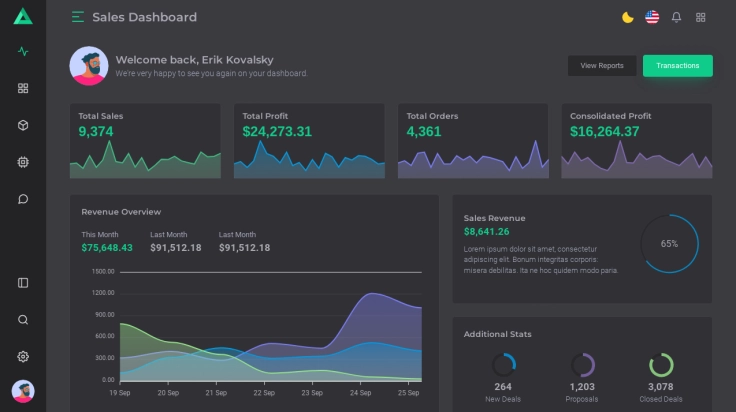 Sales Dashboard
Welcome back, Erik Kovalsky
We're very happy to see you again on your dashboard.
View Reports
Transactions
Total Sales
9,374
Total Profit
$24,273.31
Total Orders
4,361
Consolidated Profit
$16,264.37
Revenue Overview
This Month
$75,648.43
Last Month
$91,512.18
Last Month
$91,512.18
1500.00
1200.00
900.00
600.00
300.00
0.00
19 Sep
20 Sep
21 Sep
22 Sep
23 Sep
24 Sep
25 Sep
Sales Revenue
$8,641.26
Lorem ipsum dolor sit amet, consectetur
adipiscing elit. Bonum integritas corporis:
misera debilitas. Ita ne hoc quidem modo paria.
65%
Additional Stats
264
New Deals
1,203
Proposals
3,078
Closed Deals